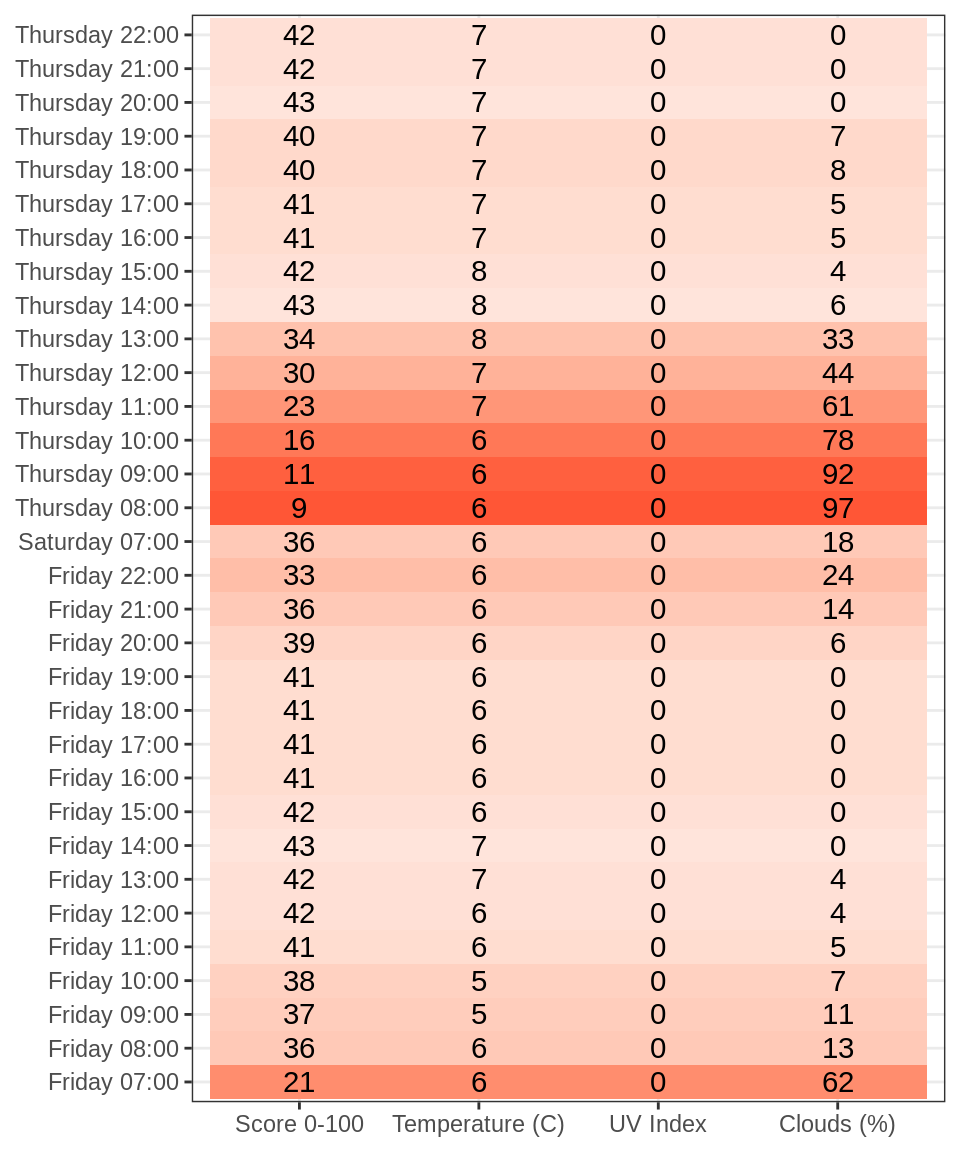 Thursday 22:00 42 7 0 0
Thursday 21:00 42 7 0 0
Thursday 20:00 43 7 0 0
Thursday 19:00 40 7 0 7
Thursday 18:00 40 7 0 8
Thursday 17:00 41 7 0 5
Thursday 16:00 41 7 0 5
Thursday 15:00 42 8 0 4
Thursday 14:00 43 8 0 6
Thursday 13:00 34 8 0 33
Thursday 12:00 30 7 0 44
Thursday 11:00 23 7 0 61
Thursday 10:00 16 6 0 78
Thursday 09:00 11 6 0 92
Thursday 08:00 9 6 0 97
Saturday 07:00 36 6 0 18
Friday 22:00 33 6 0 24
Friday 21:00 36 6 0 14
Friday 20:00 39 6 0 6
Friday 19:00 41 6 0 0
Friday 18:00 41 6 0 0
Friday 17:00 41 6 0 0
Friday 16:00 41 6 0 0
Friday 15:00 42 6 0 0
Friday 14:00 43 7 0 0
Friday 13:00 42 7 0 4
Friday 12:00 42 6 0 4
Friday 11:00 41 6 0 5
Friday 10:00 38 5 0 7
Friday 09:00 37 5 0 11
Friday 08:00 36 6 0 13
Friday 07:00 21 6 0 62
Score 0-100 Temperature (C) UV Index Clouds (%)